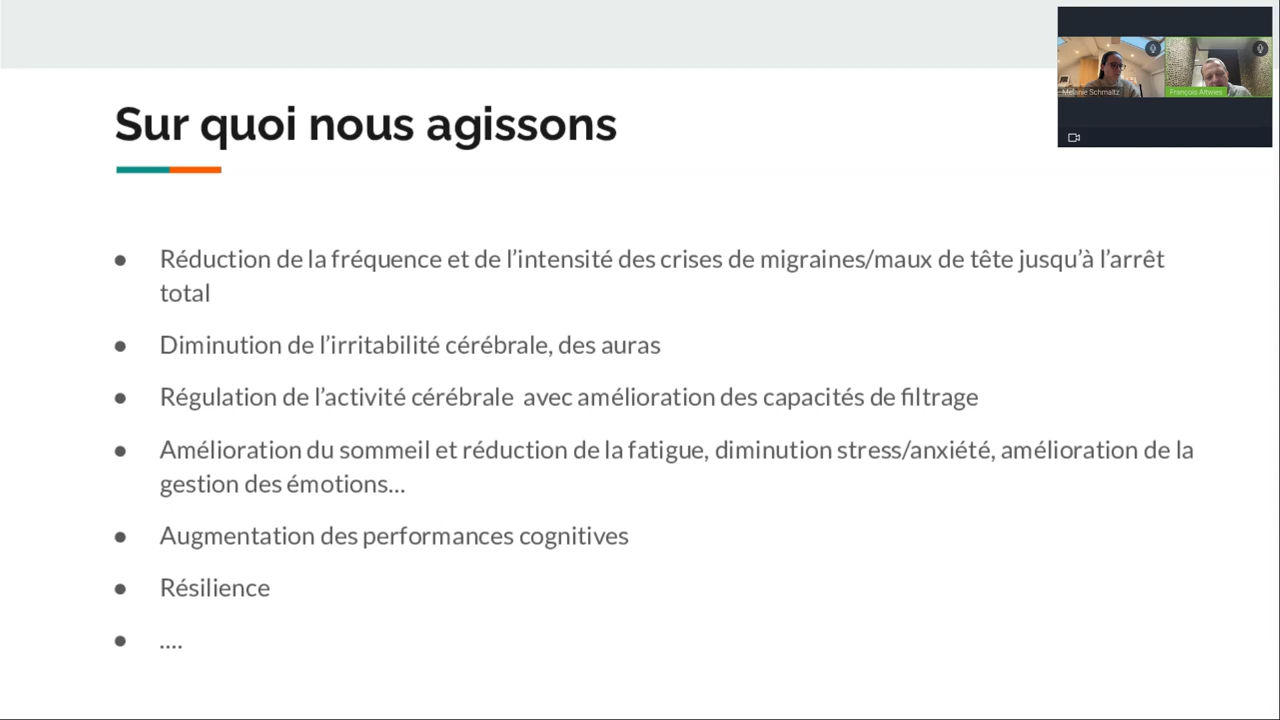 Mélanie Schmaltz
François Altwies
Sur quoi nous agissons
● Réduction de la fréquence et de l’intensité des crises de migraines/maux de tête jusqu’à l’arrêt
total
● Diminution de l’irritabilité cérébrale, des auras
● Régulation de l’activité cérébrale  avec amélioration des capacités de filtrage
● Amélioration du sommeil et réduction de la fatigue, diminution stress/anxiété, amélioration de la
gestion des émotions...
● Augmentation des performances cognitives
● Résilience
● ....